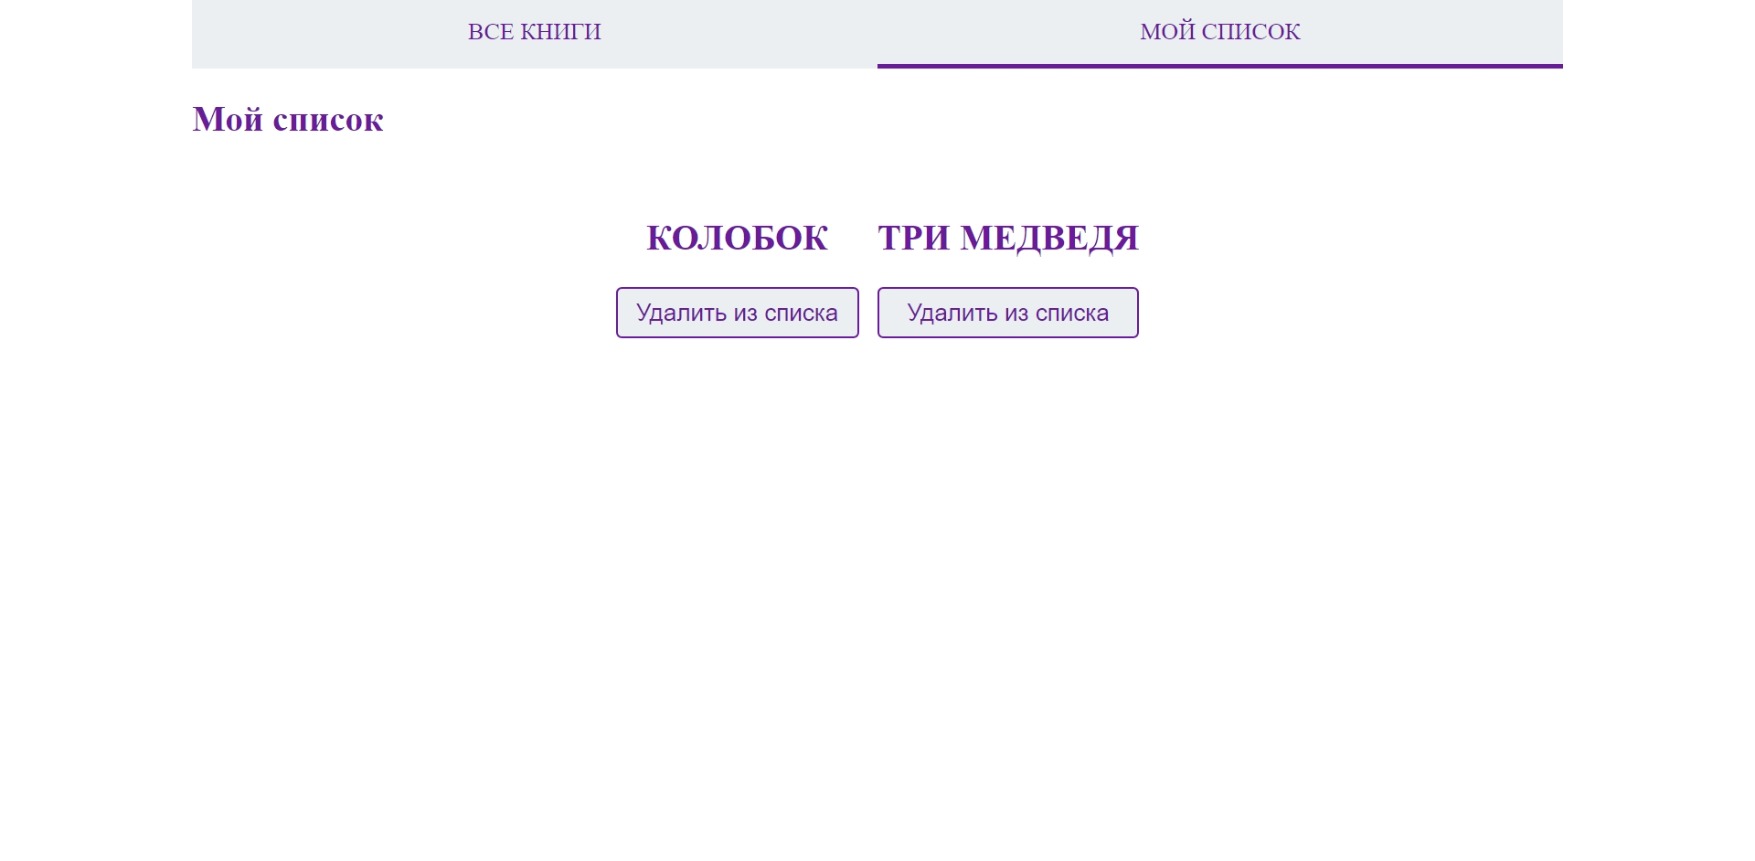 ВСЕ КНИГИ
МОЙ СПИСОК
Мой список
КОЛОБОК
ТРИ МЕДВЕДЯ
Удалить из списка
Удалить из списка